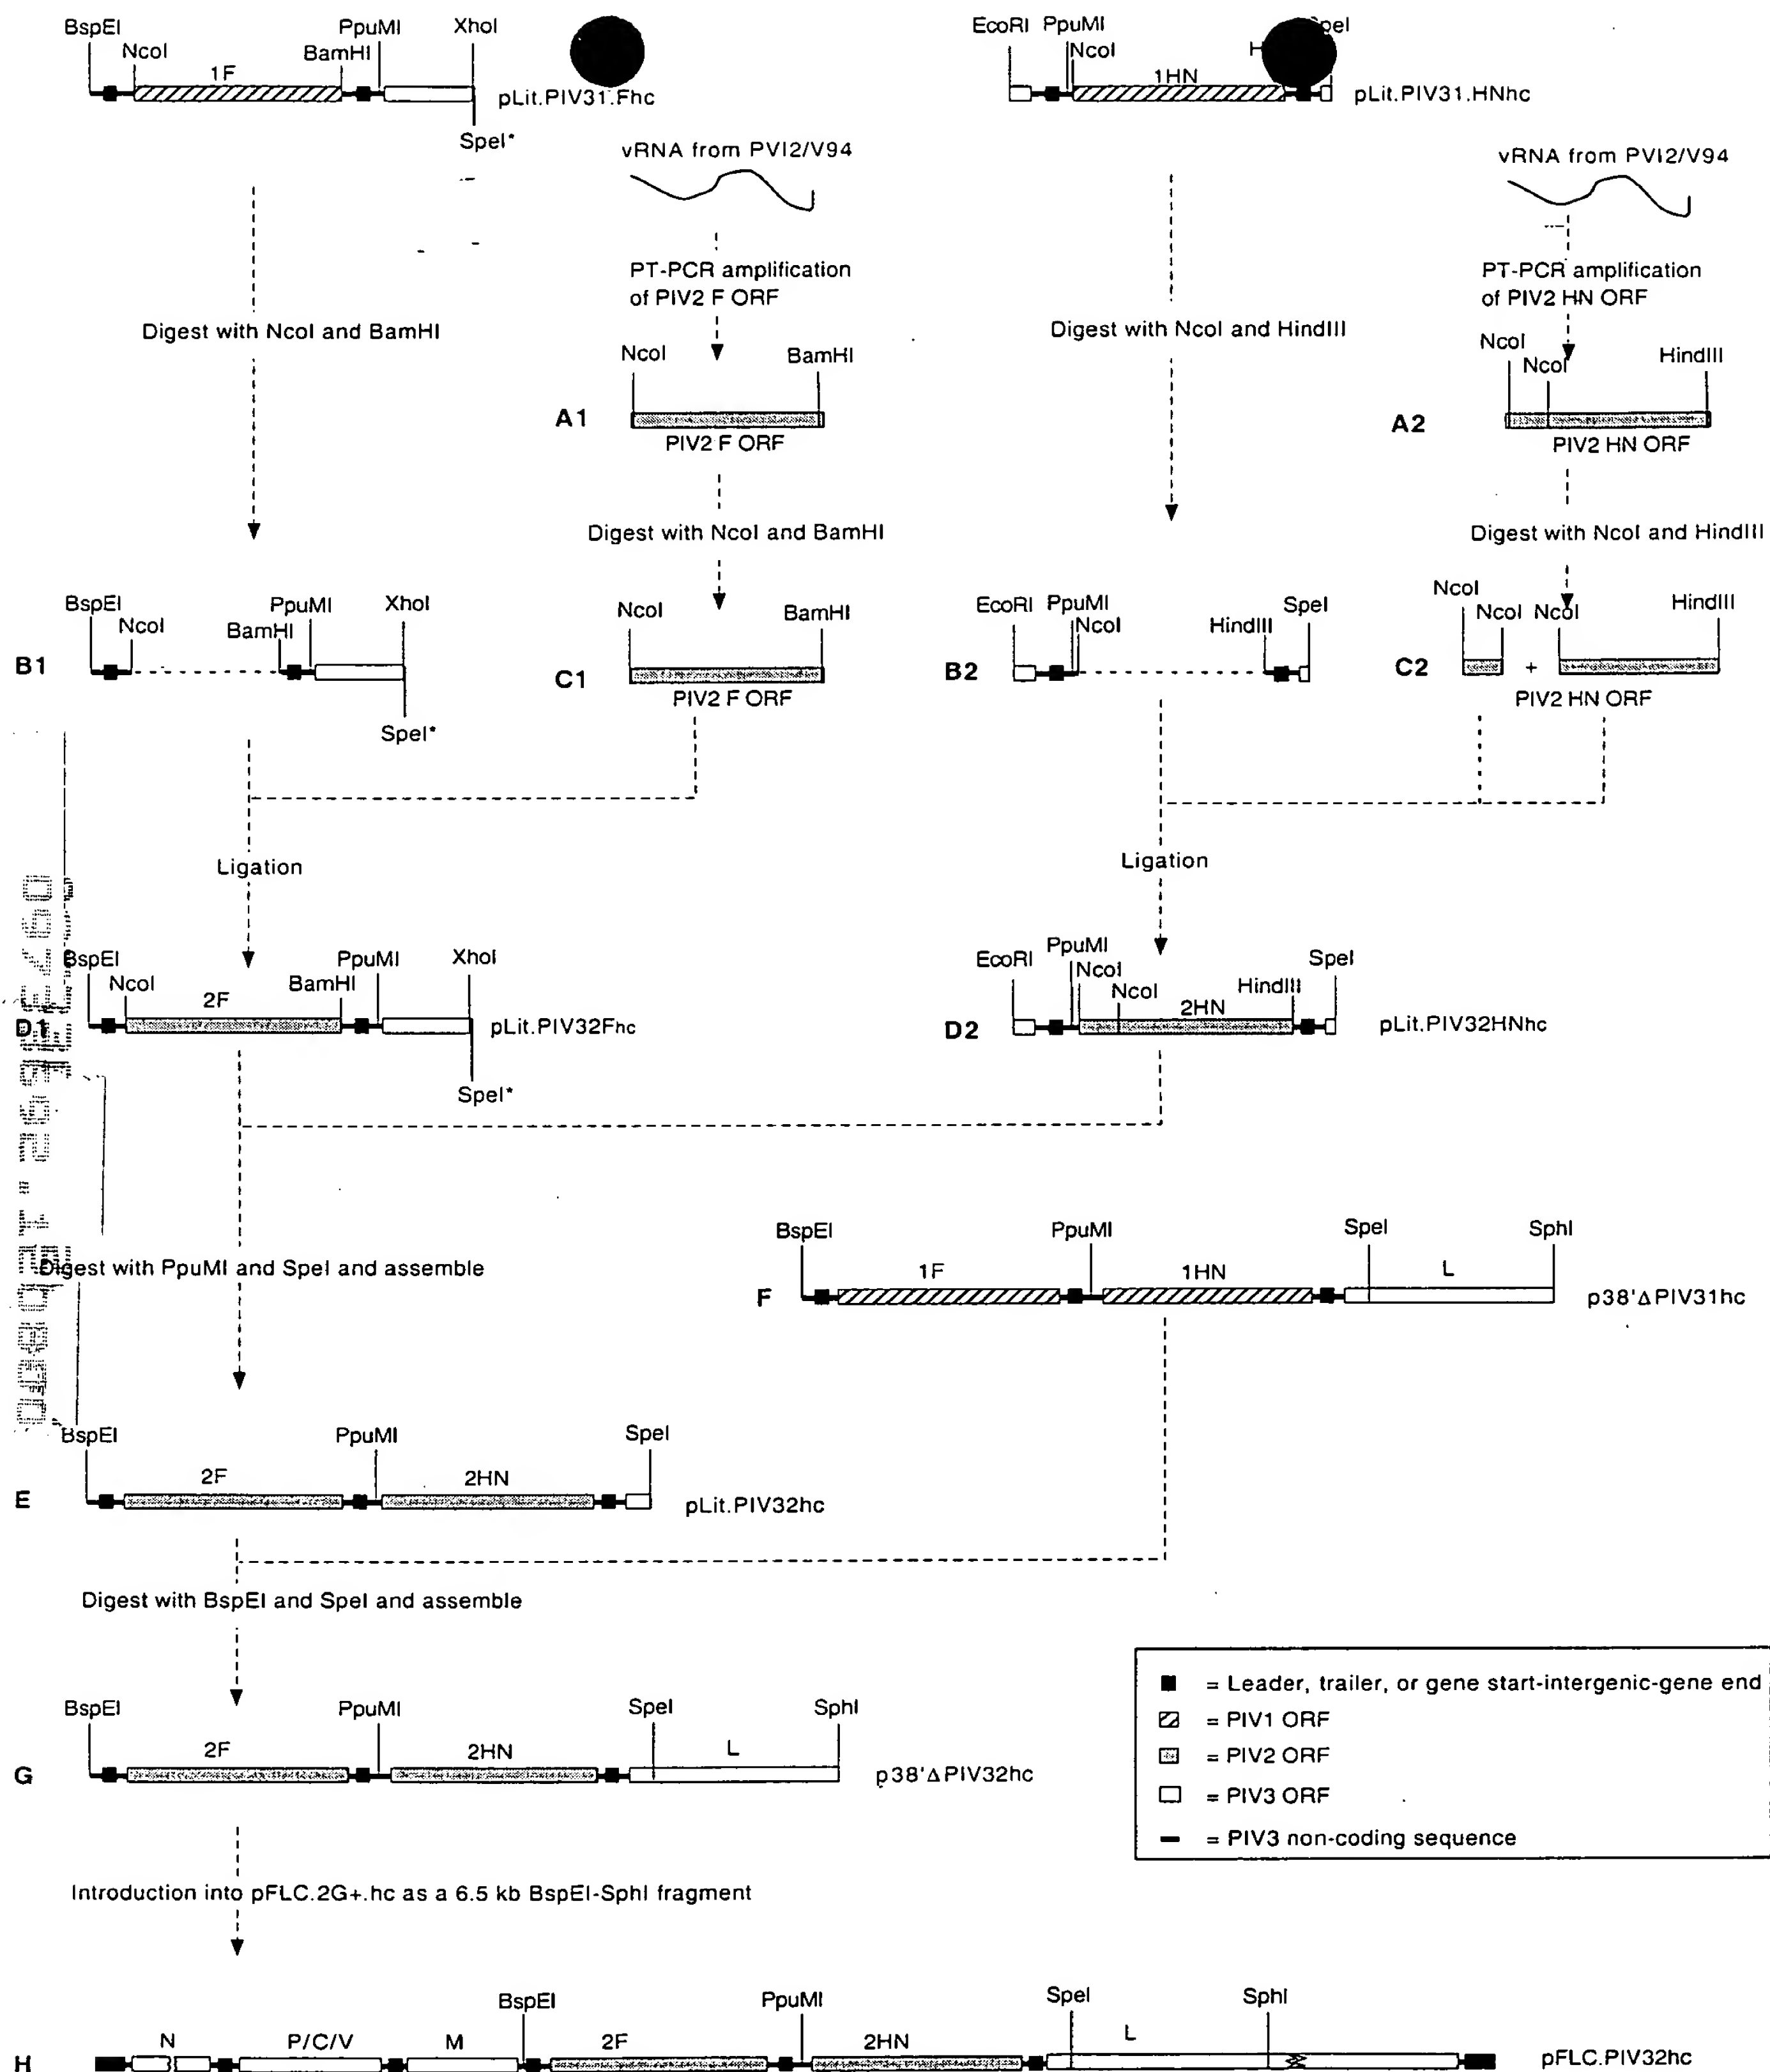 BspEI PpuMI XhoI
NcoI BamHI
1F
pLit.PIV31.Fhc
SpeI*
EcoRI PpuMI
NcoI
1HN
pLit.PIV31.HNhc
vRNA from PVI2/V94
vRNA from PVI2/V94
PT-PCR amplification
of PIV2 F ORF
PT-PCR amplification
of PIV2 HN ORF
Digest with NcoI and BamHI
Digest with NcoI and HindIII
NcoI BamHI
A1
PIV2 F ORF
NcoI NcoI HindIII
A2
PIV2 HN ORF
Digest with NcoI and BamHI
Digest with NcoI and HindIII
BspEI NcoI BamHI PpuMI XhoI
B1
SpeI*
NcoI BamHI
C1
PIV2 F ORF
EcoRI PpuMI NcoI HindIII SpeI
B2
NcoI NcoI NcoI HindIII
C2 +
PIV2 HN ORF
Ligation
Ligation
BspEI NcoI BamHI PpuMI XhoI
2F
D1 pLit.PIV32Fhc
SpeI*
EcoRI PpuMI NcoI NcoI HindIII SpeI
2HN
D2 pLit.PIV32HNhc
Digest with PpuMI and SpeI and assemble
BspEI PpuMI SpeI SphI
1F 1HN L
F p38'ΔPIV31hc
BspEI PpuMI SpeI
2F 2HN
E pLit.PIV32hc
Digest with BspEI and SpeI and assemble
BspEI PpuMI SpeI SphI
2F 2HN L
G p38'ΔPIV32hc
= Leader, trailer, or gene start-intergenic-gene end
= PIV1 ORF
= PIV2 ORF
= PIV3 ORF
= PIV3 non-coding sequence
Introduction into pFLC.2G+.hc as a 6.5 kb BspEI-SphI fragment
BspEI PpuMI SpeI SphI
N P/C/V M 2F 2HN L
H pFLC.PIV32hc